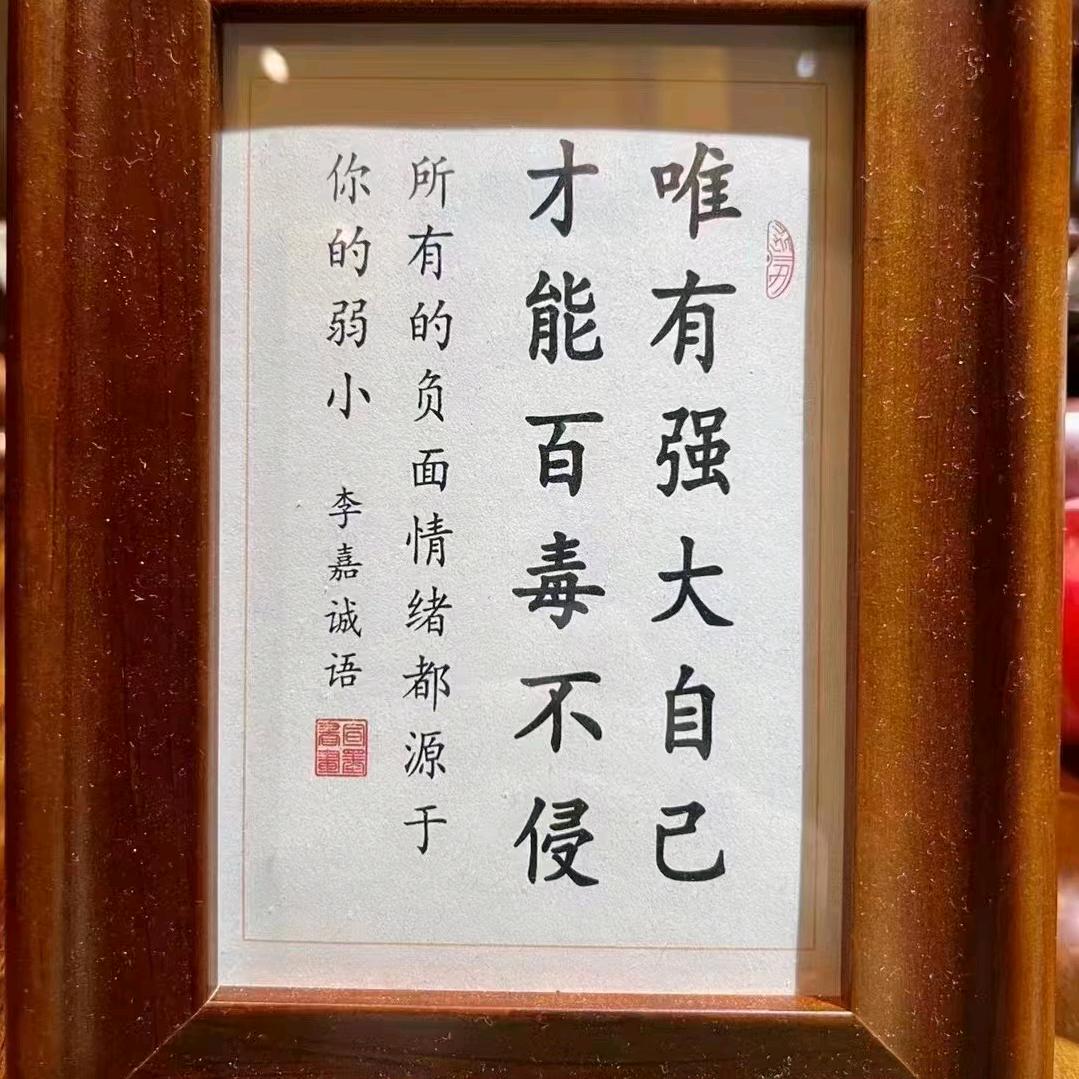 唯有强大自己
才能百毒不侵
所有的负面情绪都源于
你的弱小 李嘉诚语